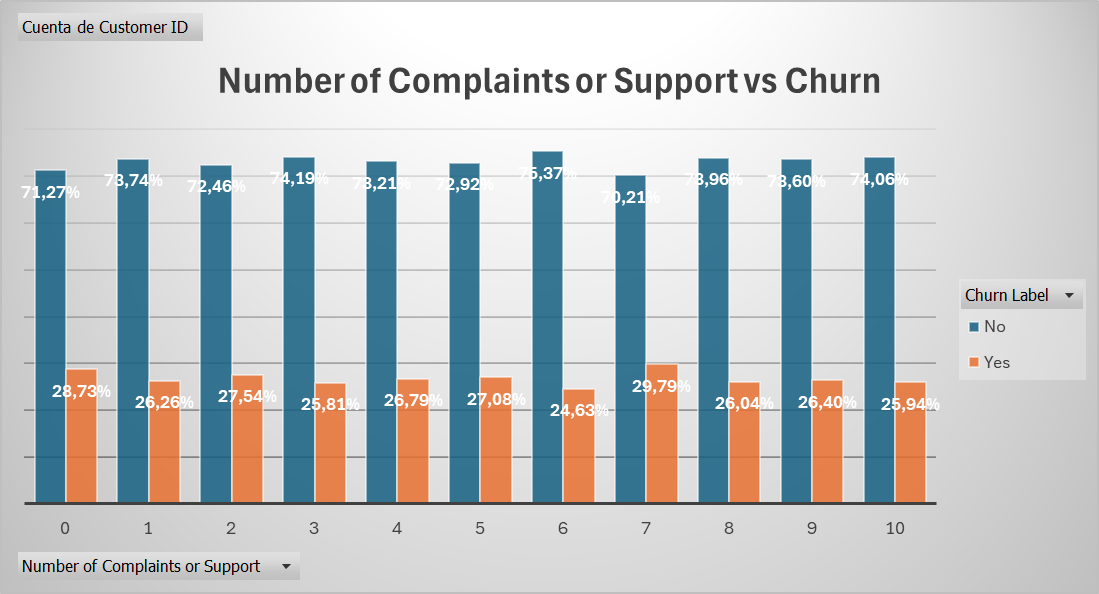 Cuenta de Customer ID
Number of Complaints or Support vs Churn
71,27% 73,74% 72,46% 74,19% 73,21% 72,92% 75,37% 70,21% 73,96% 73,60% 74,06%
28,73% 26,26% 27,54% 25,81% 26,79% 27,08% 24,63% 29,79% 26,04% 26,40% 25,94%
0 1 2 3 4 5 6 7 8 9 10
Churn Label
No
Yes
Number of Complaints or Support